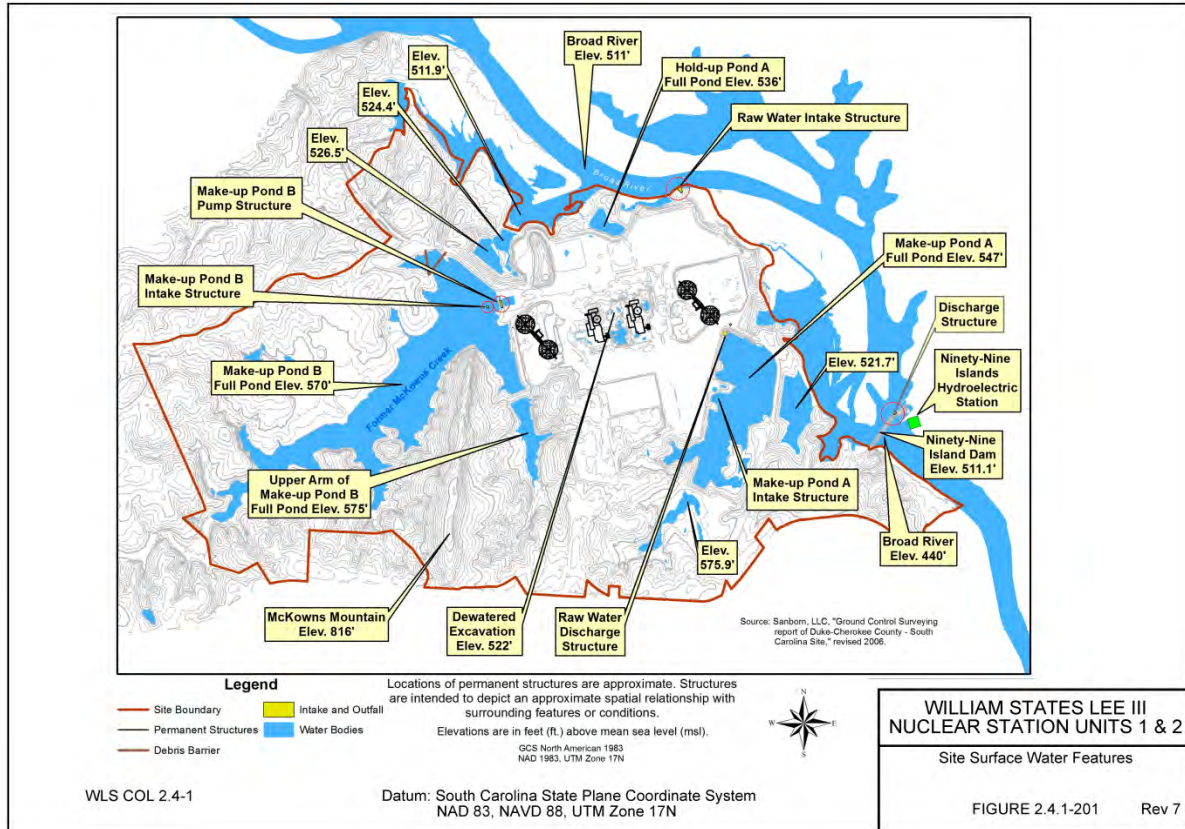 Broad River
Elev. 511'
Elev.
511.9'
Hold-up Pond A
Full Pond Elev. 536'
Elev.
524.4'
Raw Water Intake Structure
Elev.
526.5'
Broad River
Make-up Pond B
Pump Structure
Make-up Pond A
Full Pond Elev. 547'
Make-up Pond B
Intake Structure
Discharge
Structure
Make-up Pond B
Full Pond Elev. 570'
Former McKowns Creek
Elev. 521.7'
Ninety-Nine
Islands
Hydroelectric
Station
Ninety-Nine
Island Dam
Elev. 511.1'
Upper Arm of
Make-up Pond B
Full Pond Elev. 575'
Make-up Pond A
Intake Structure
Broad River
Elev. 440'
Elev.
575.9'
McKowns Mountain
Elev. 816'
Dewatered
Excavation
Elev. 522'
Raw Water
Discharge
Structure
Source: Sanborn, LLC, "Ground Control Surveying
report of Duke-Cherokee County - South
Carolina Site," revised 2006.
Legend
Site Boundary
Intake and Outfall
Permanent Structures
Water Bodies
Debris Barrier
Locations of permanent structures are approximate. Structures
are intended to depict an approximate spatial relationship with
surrounding features or conditions.
Elevations are in feet (ft.) above mean sea level (msl).
GCS North American 1983
NAD 1983, UTM Zone 17N
N
W
E
S
WILLIAM STATES LEE III
NUCLEAR STATION UNITS 1 & 2
Site Surface Water Features
FIGURE 2.4.1-201 Rev 7
WLS COL 2.4-1
Datum: South Carolina State Plane Coordinate System
NAD 83, NAVD 88, UTM Zone 17N